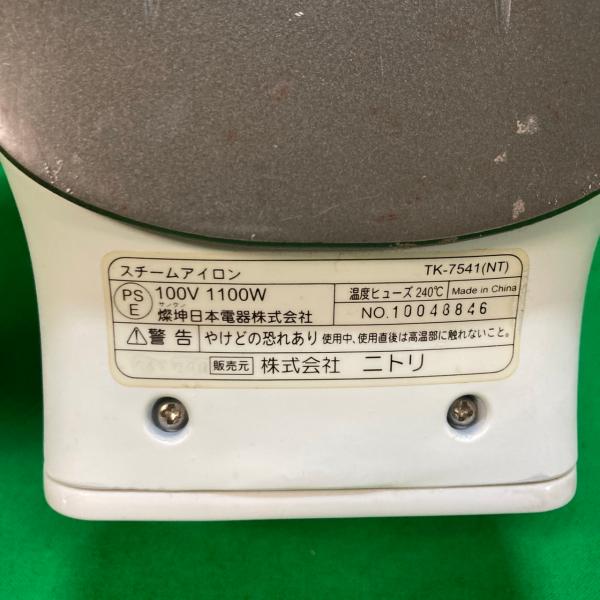 スチームアイロン TK-7541(NT)
PS E 100V 1100W 温度ヒューズ 240℃ Made in China
サンクン
燦坤日本電器株式会社 NO.10048846
⚠警告 やけどの恐れあり 使用中、使用直後は高温部に触れないこと。
販売元 株式会社 ニトリ